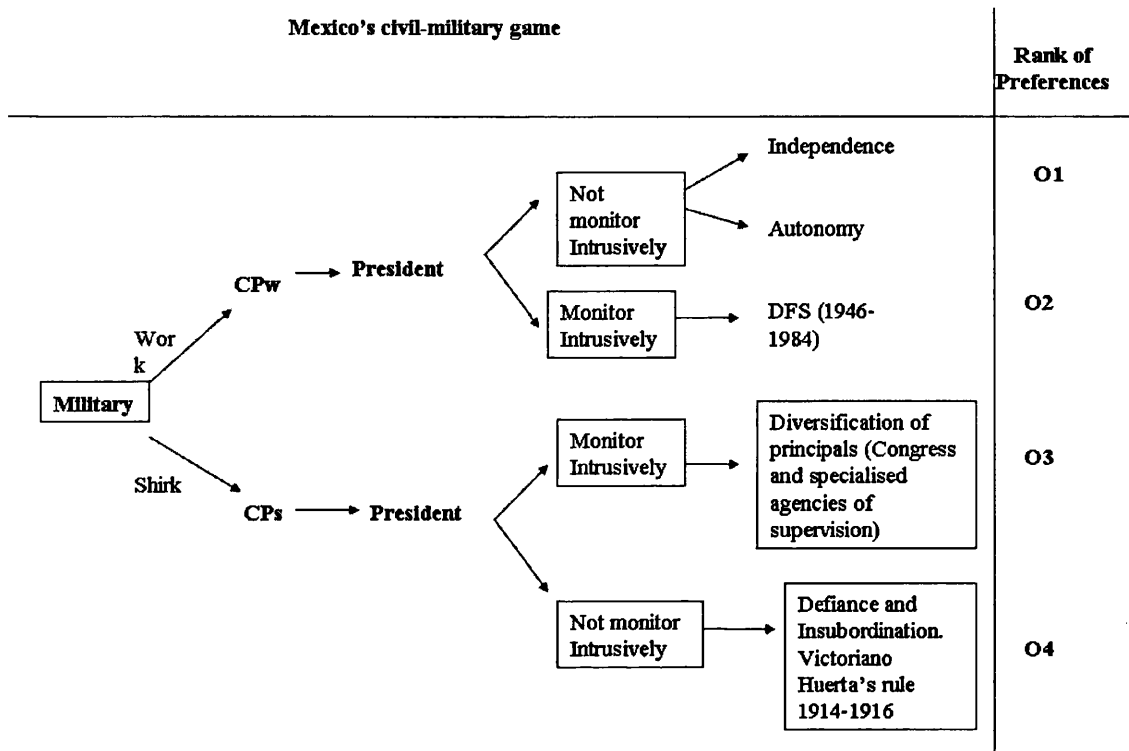 Mexico's civil-military game
Rank of
Preferences
Independence
O1
Not
monitor
Intrusively
Autonomy
CPw
President
Monitor
Intrusively
DFS (1946-
1984)
O2
Wor
k
Military
Shirk
CPs
President
Monitor
Intrusively
Diversification of
principals (Congress
and specialised
agencies of
supervision)
O3
Not monitor
Intrusively
Defiance and
Insubordination.
Victoriano
Huerta's rule
1914-1916
O4